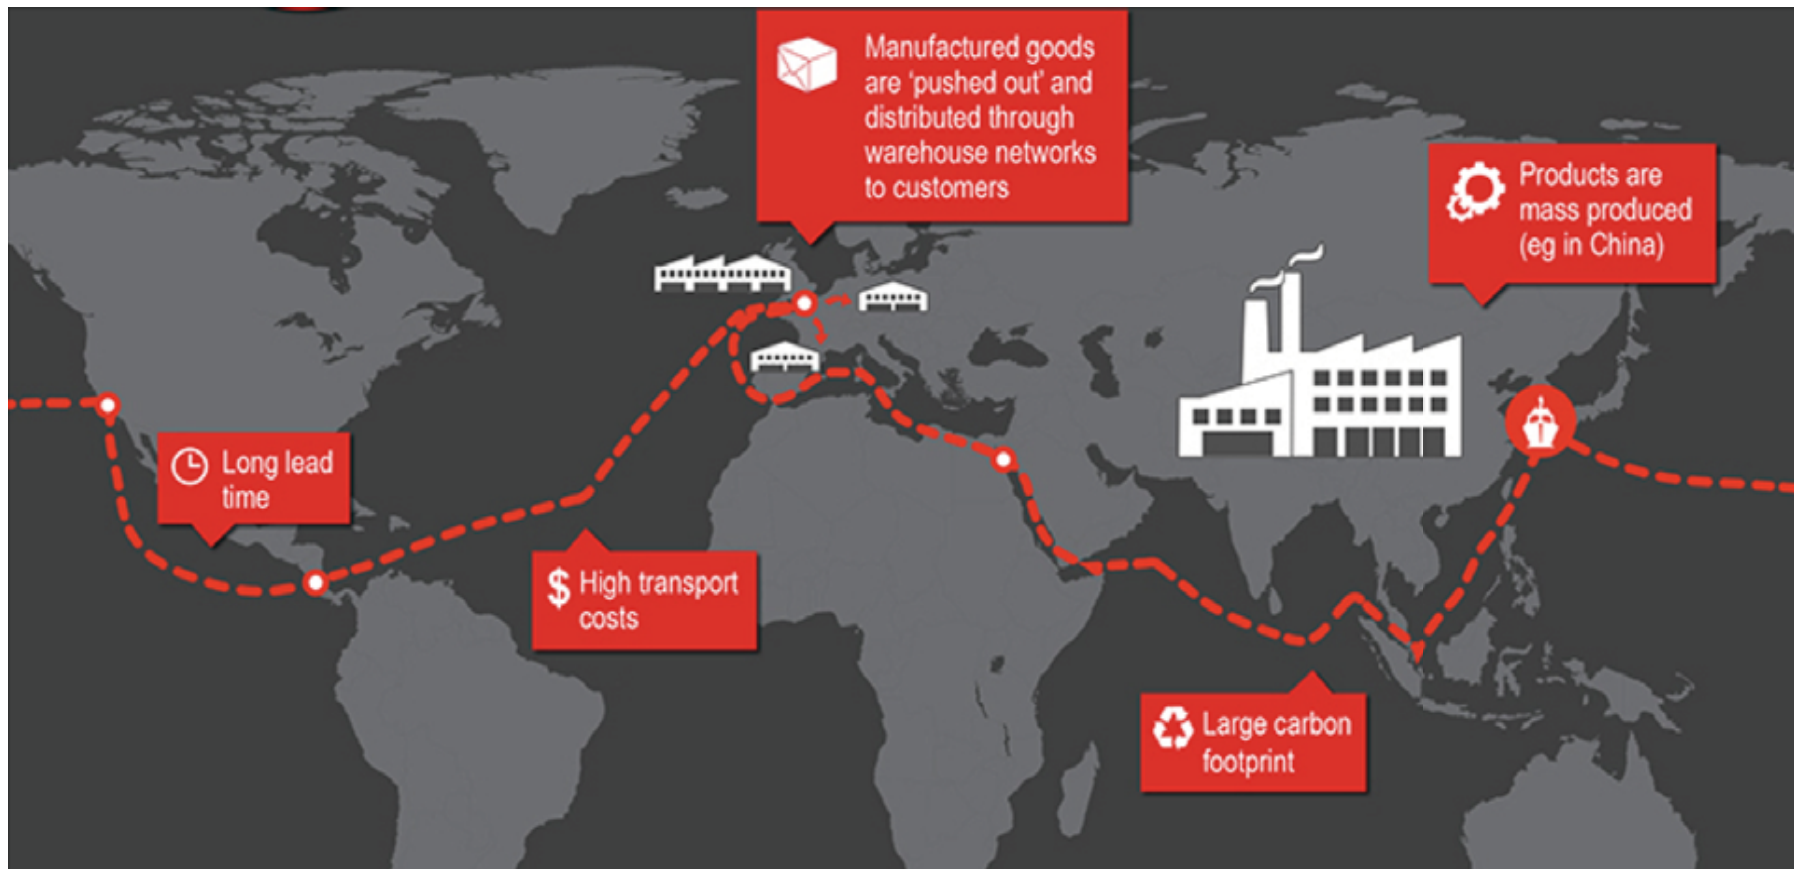 Manufactured goods
are ‘pushed out’ and
distributed through
warehouse networks
to customers
Products are
mass produced
(eg in China)
Long lead
time
$ High transport
costs
Large carbon
footprint